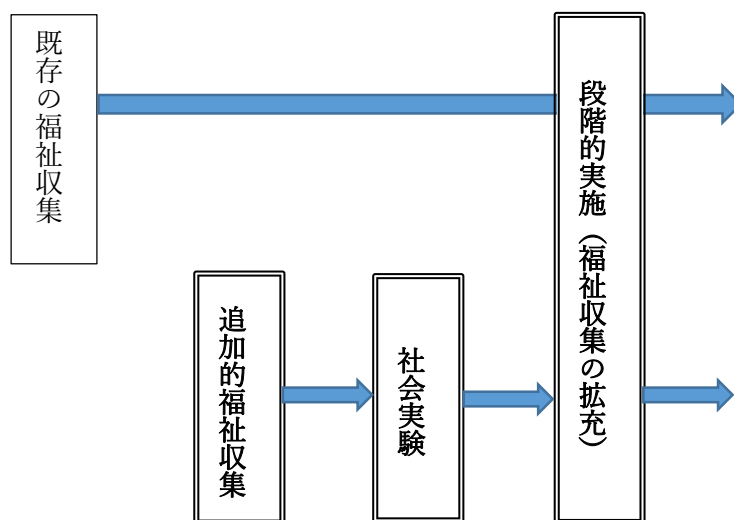 既存の福祉収集
追加的福祉収集
社会実験
段階的実施（福祉収集の拡充）